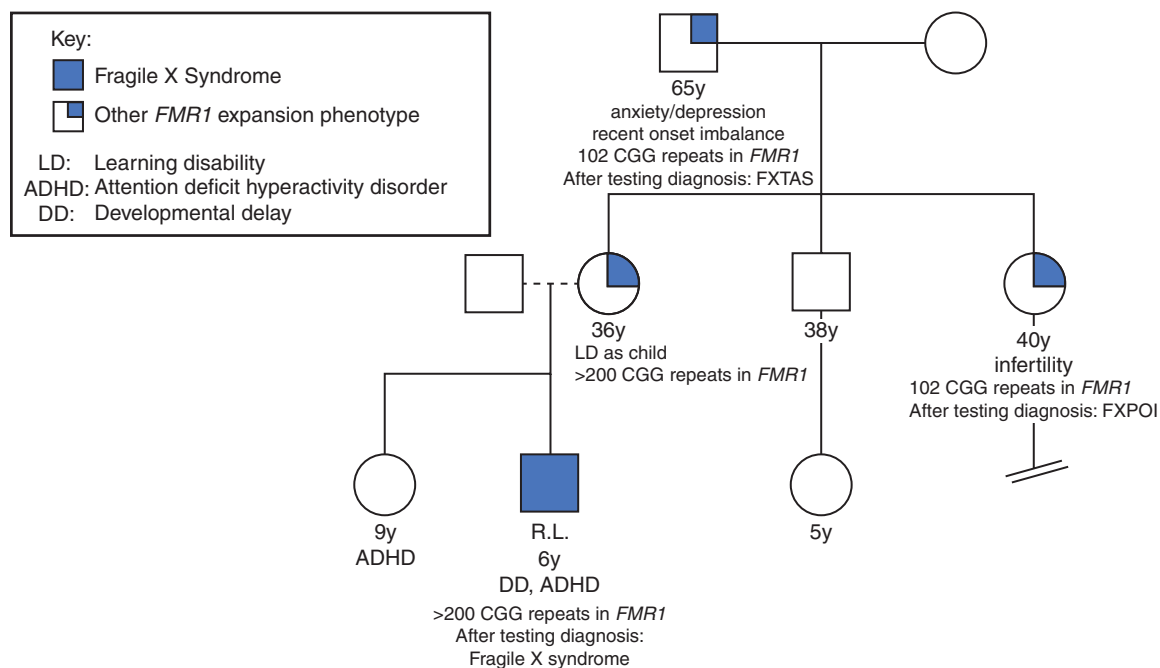 Key:
Fragile X Syndrome
Other FMR1 expansion phenotype
LD: Learning disability
ADHD: Attention deficit hyperactivity disorder
DD: Developmental delay
65y
anxiety/depression
recent onset imbalance
102 CGG repeats in FMR1
After testing diagnosis: FXTAS
36y
LD as child
>200 CGG repeats in FMR1
38y
40y
infertility
102 CGG repeats in FMR1
After testing diagnosis: FXPOI
9y
ADHD
R.L.
6y
DD, ADHD
>200 CGG repeats in FMR1
After testing diagnosis:
Fragile X syndrome
5y